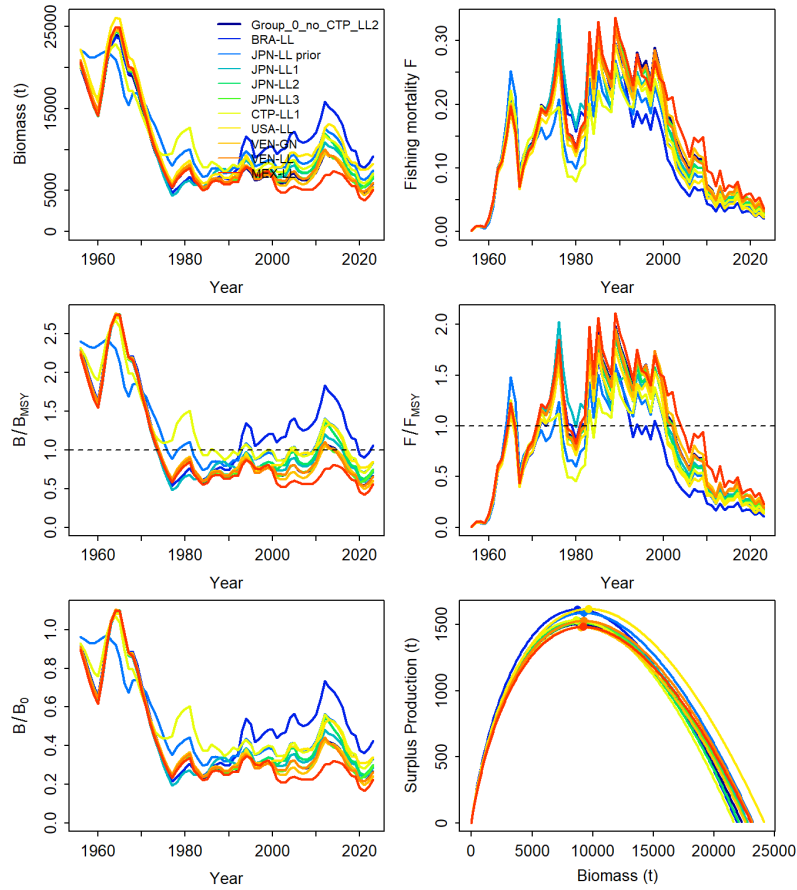 Biomass (t)
25000
15000
5000
0
1960
1980
2000
2020
Year
Group_0_no_CTP_LL2
BRA-LL
JPN-LL prior
JPN-LL1
JPN-LL2
JPN-LL3
CTP-LL1
USA-LL
VEN-GN
VEN-LL
MEX-LL
Fishing mortality F
0.30
0.20
0.10
0.00
1960
1980
2000
2020
Year
B/BMSY
2.5
2.0
1.5
1.0
0.5
0.0
1960
1980
2000
2020
Year
F/FMSY
2.0
1.5
1.0
0.5
0.0
1960
1980
2000
2020
Year
B/B0
1.0
0.8
0.6
0.4
0.2
0.0
1960
1980
2000
2020
Year
Surplus Production (t)
1500
1000
500
0
0
5000
10000
15000
20000
25000
Biomass (t)